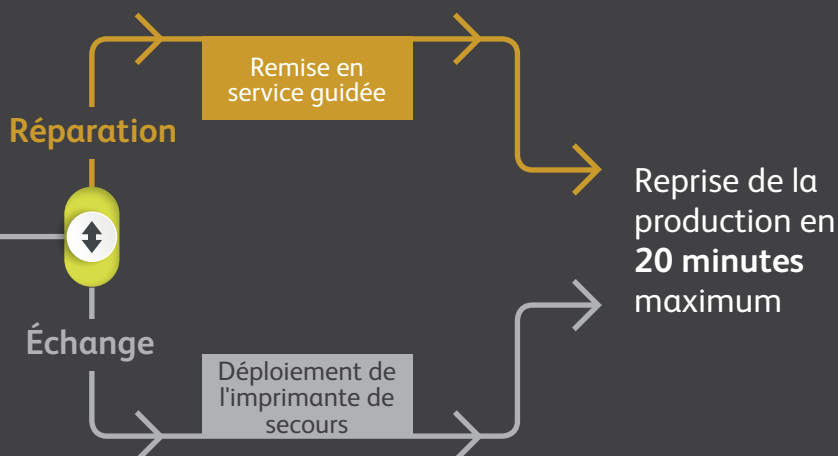 Remise en
service guidée
Réparation
Reprise de la
production en
20 minutes
maximum
Échange
Déploiement de
l'imprimante de
secours